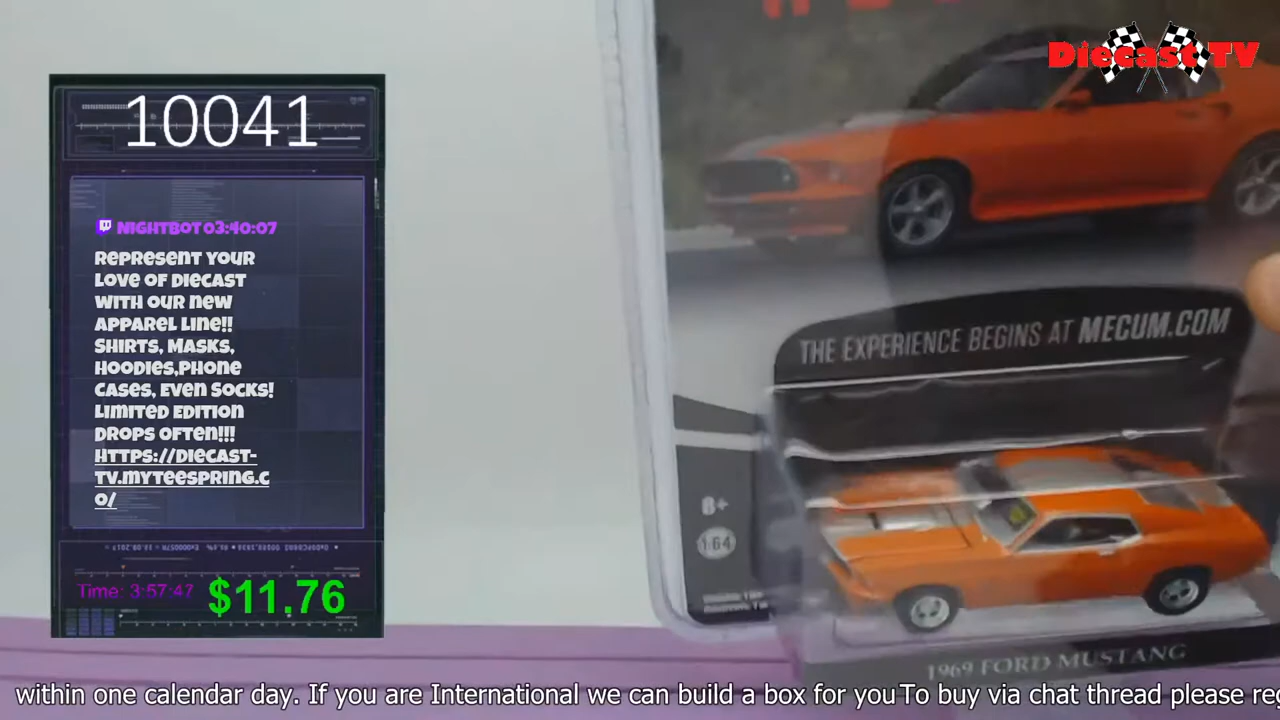 Diecast TV
10041
NIGHTBOT 03:40:07
Represent your
love of diecast
with our new
apparel line!!
Shirts, Masks,
Hoodies,Phone
cases, Even Socks!
Limited edition
drops often!!!
https://diecast-
tv.myteespring.c
o/
Time: 3:57:47
$11.76
THE EXPERIENCE BEGINS AT MECUM.COM
8+
1:64
1969 FORD MUSTANG
within one calendar day. If you are International we can build a box for you To buy via chat thread please reg